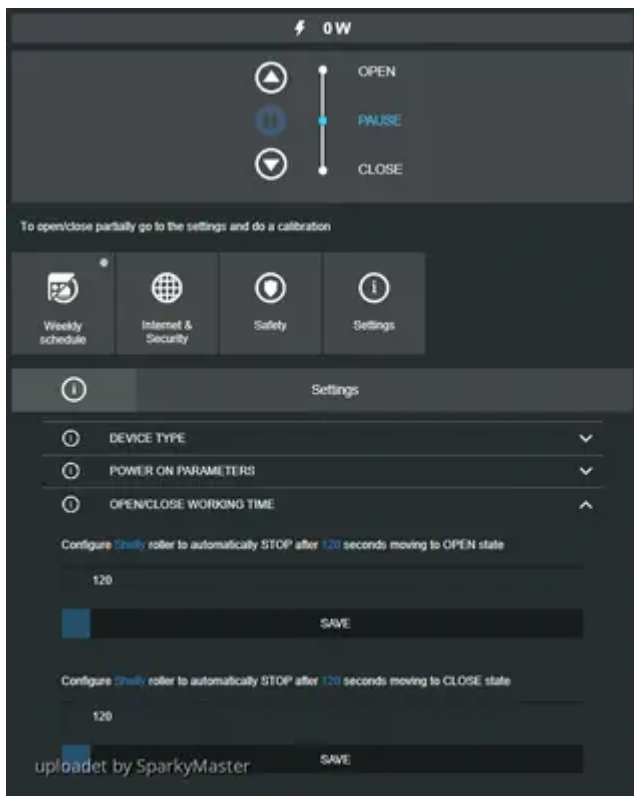 0 W
OPEN
PAUSE
CLOSE
To open/close partially go to the settings and do a calibration
Weekly
schedule
Internet &
Security
Safety
Settings
Settings
DEVICE TYPE
POWER ON PARAMETERS
OPEN/CLOSE WORKING TIME
Configure Shelly roller to automatically STOP after 120 seconds moving to OPEN state
120
SAVE
Configure Shelly roller to automatically STOP after 120 seconds moving to CLOSE state
120
SAVE
uploadet by SparkyMaster